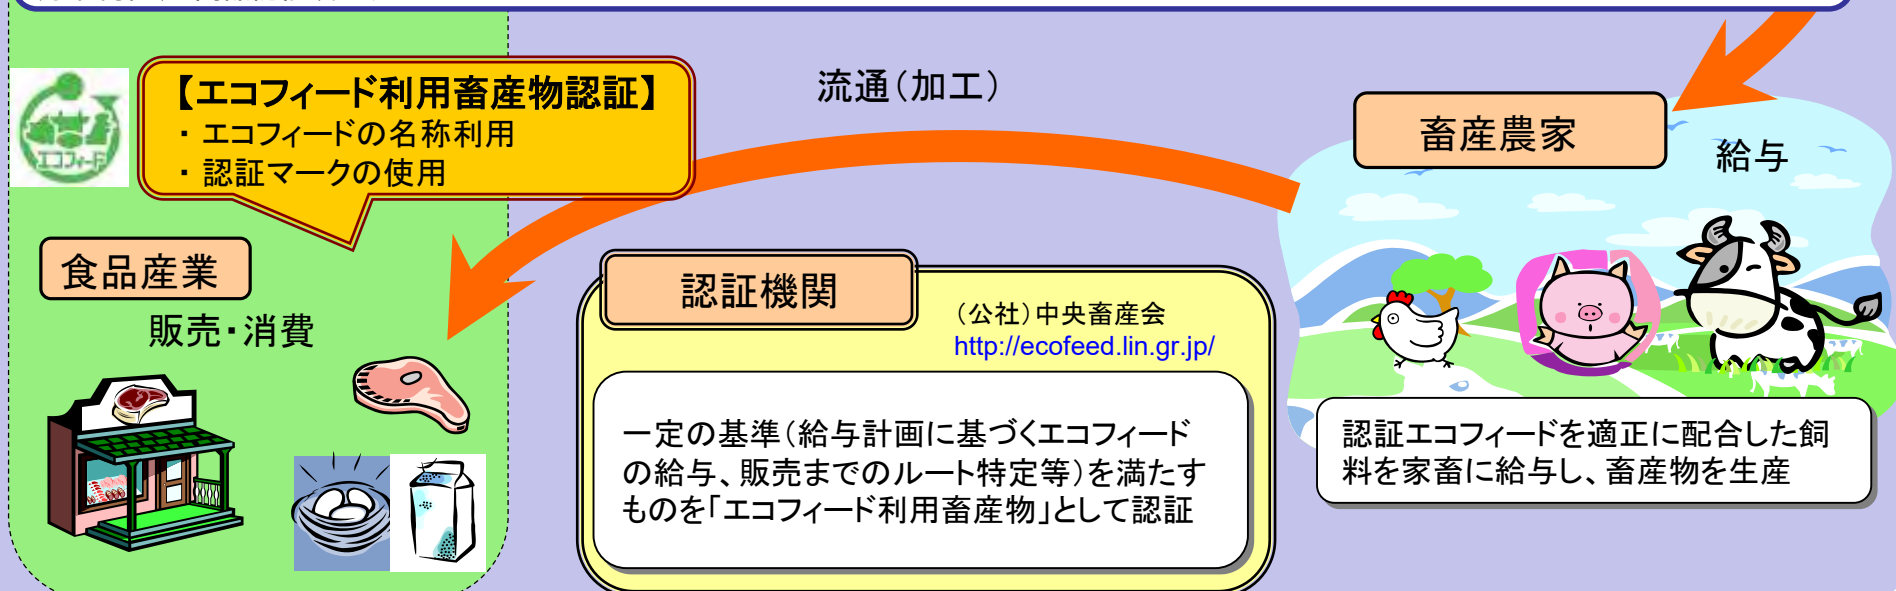 【エコフィード利用畜産物認証】
・ エコフィードの名称利用
・ 認証マークの使用
エコフィード
流通（加工）
畜産農家
給与
食品産業
販売・消費
認証機関
（公社）中央畜産会
http://ecofeed.lin.gr.jp/
一定の基準（給与計画に基づくエコフィード
の給与、販売までのルート特定等）を満たす
ものを「エコフィード利用畜産物」として認証
認証エコフィードを適正に配合した飼
料を家畜に給与し、畜産物を生産